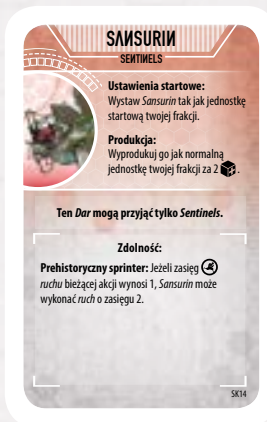 SANSURIN
SENTINELS
Ustawienia startowe:
Wystaw Sansurin tak jak jednostkę
startową twojej frakcji.
Produkcja:
Wyprodukuj go jak normalną
jednostkę twojej frakcji za 2 .
Ten Dar mogą przyjąć tylko Sentinels.
Zdolność:
Prehistoryczny sprinter: Jeżeli zasięg
ruchu bieżącej akcji wynosi 1, Sansurin może
wykonać ruch o zasięgu 2.
SK14